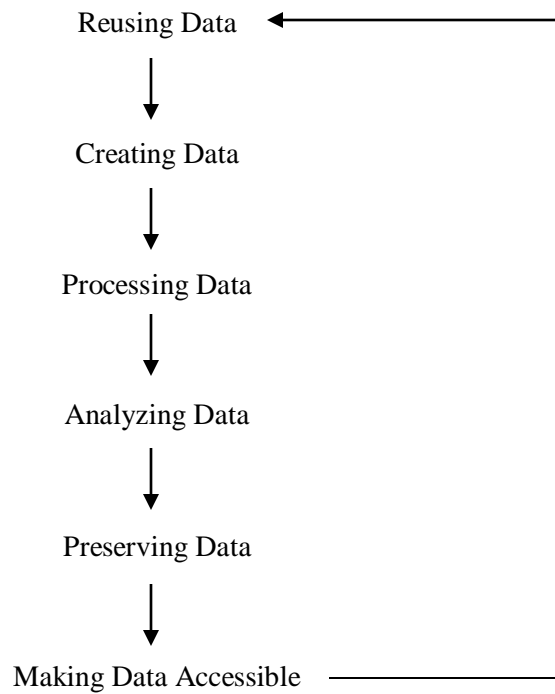 Reusing Data
Creating Data
Processing Data
Analyzing Data
Preserving Data
Making Data Accessible